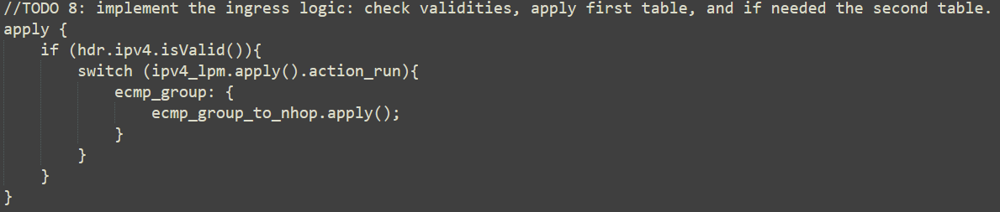 //TODO 8: implement the ingress logic: check validities, apply first table, and if needed the second table.
apply {
    if (hdr.ipv4.isValid()){
        switch (ipv4_lpm.apply().action_run){
            ecmp_group: {
                ecmp_group_to_nhop.apply();
            }
        }
    }
}